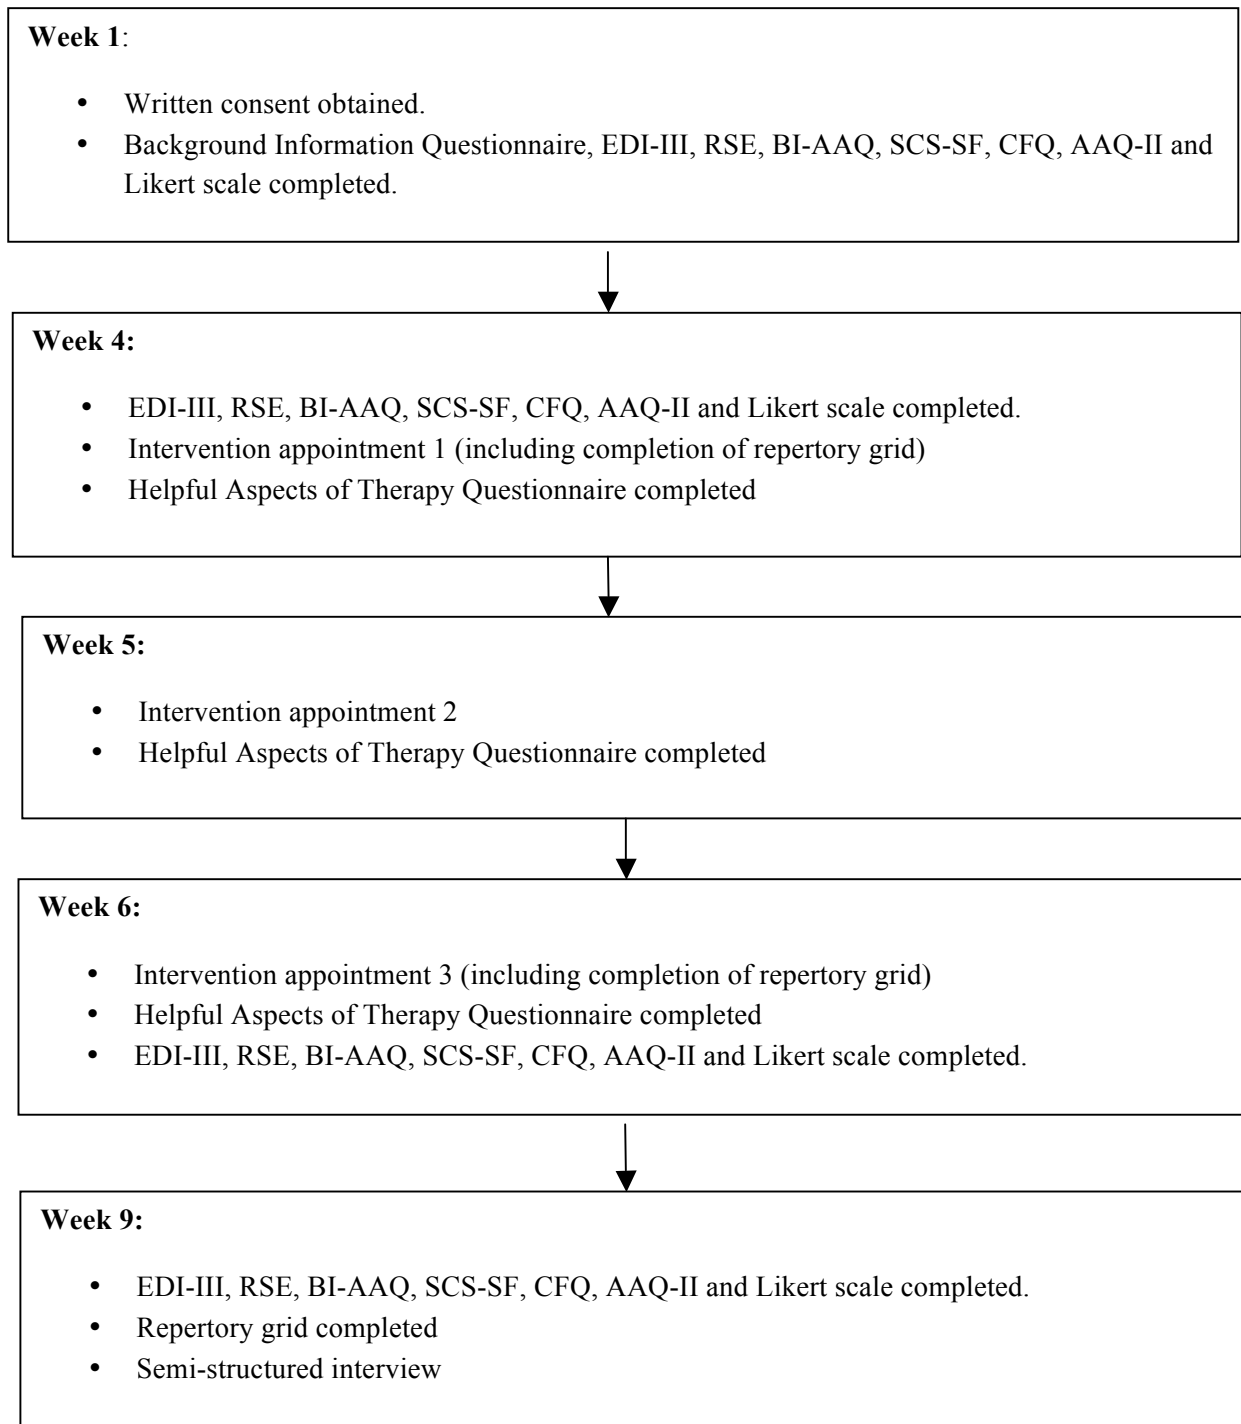 Week 1:
• Written consent obtained.
• Background Information Questionnaire, EDI-III, RSE, BI-AAQ, SCS-SF, CFQ, AAQ-II and
Likert scale completed.
Week 4:
• EDI-III, RSE, BI-AAQ, SCS-SF, CFQ, AAQ-II and Likert scale completed.
• Intervention appointment 1 (including completion of repertory grid)
• Helpful Aspects of Therapy Questionnaire completed
Week 5:
• Intervention appointment 2
• Helpful Aspects of Therapy Questionnaire completed
Week 6:
• Intervention appointment 3 (including completion of repertory grid)
• Helpful Aspects of Therapy Questionnaire completed
• EDI-III, RSE, BI-AAQ, SCS-SF, CFQ, AAQ-II and Likert scale completed.
Week 9:
• EDI-III, RSE, BI-AAQ, SCS-SF, CFQ, AAQ-II and Likert scale completed.
• Repertory grid completed
• Semi-structured interview